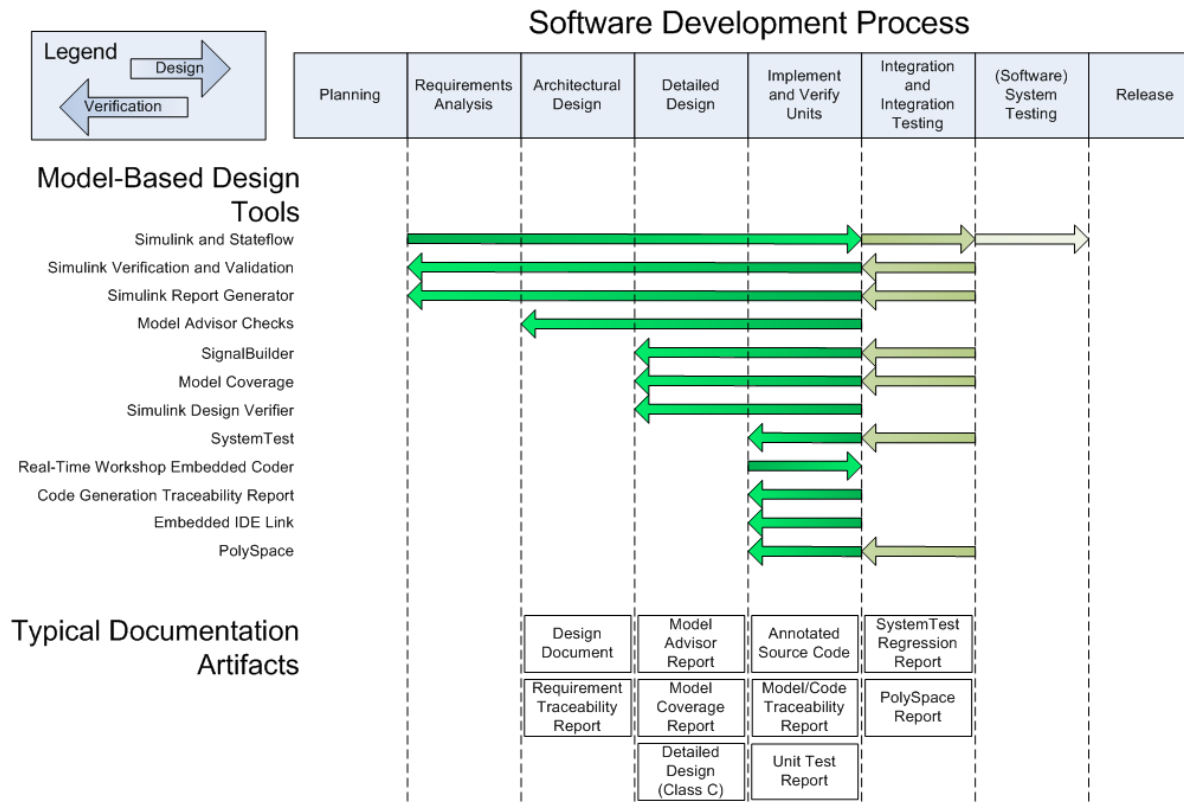 Software Development Process
Legend
Design
Verification
Planning
Requirements
Analysis
Architectural
Design
Detailed
Design
Implement
and Verify
Units
Integration
and
Integration
Testing
(Software)
System
Testing
Release
Model-Based Design
Tools
Simulink and Stateflow
Simulink Verification and Validation
Simulink Report Generator
Model Advisor Checks
SignalBuilder
Model Coverage
Simulink Design Verifier
SystemTest
Real-Time Workshop Embedded Coder
Code Generation Traceability Report
Embedded IDE Link
PolySpace
Typical Documentation
Artifacts
Design
Document
Model
Advisor
Report
Annotated
Source Code
SystemTest
Regression
Report
Requirement
Traceability
Report
Model
Coverage
Report
Model/Code
Traceability
Report
PolySpace
Report
Detailed
Design
(Class C)
Unit Test
Report